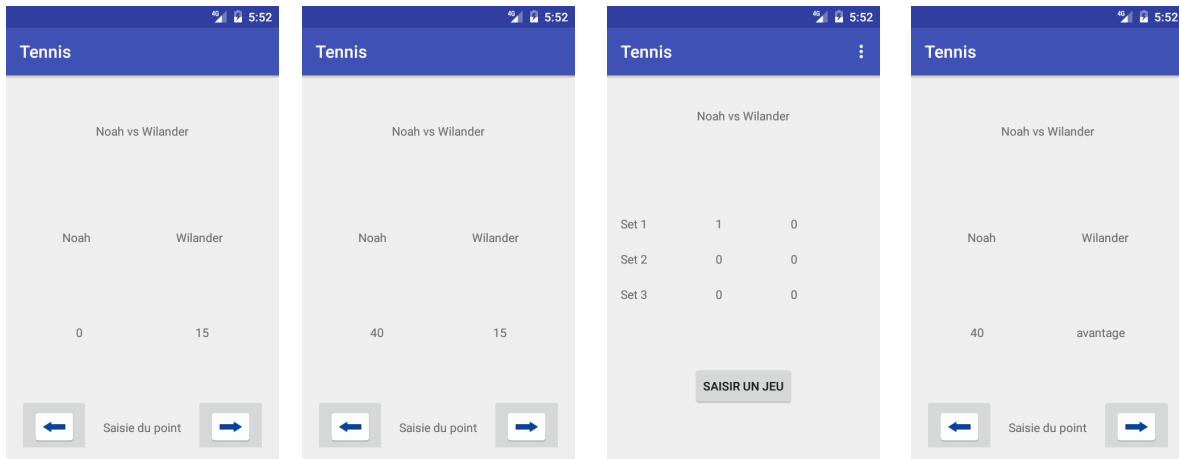 4G 5:52
Tennis
Noah vs Wilander
Noah Wilander
0 15
Saisie du point
4G 5:52
Tennis
Noah vs Wilander
Noah Wilander
40 15
Saisie du point
4G 5:52
Tennis
Noah vs Wilander
Set 1 1 0
Set 2 0 0
Set 3 0 0
SAISIR UN JEU
4G 5:52
Tennis
Noah vs Wilander
Noah Wilander
40 avantage
Saisie du point